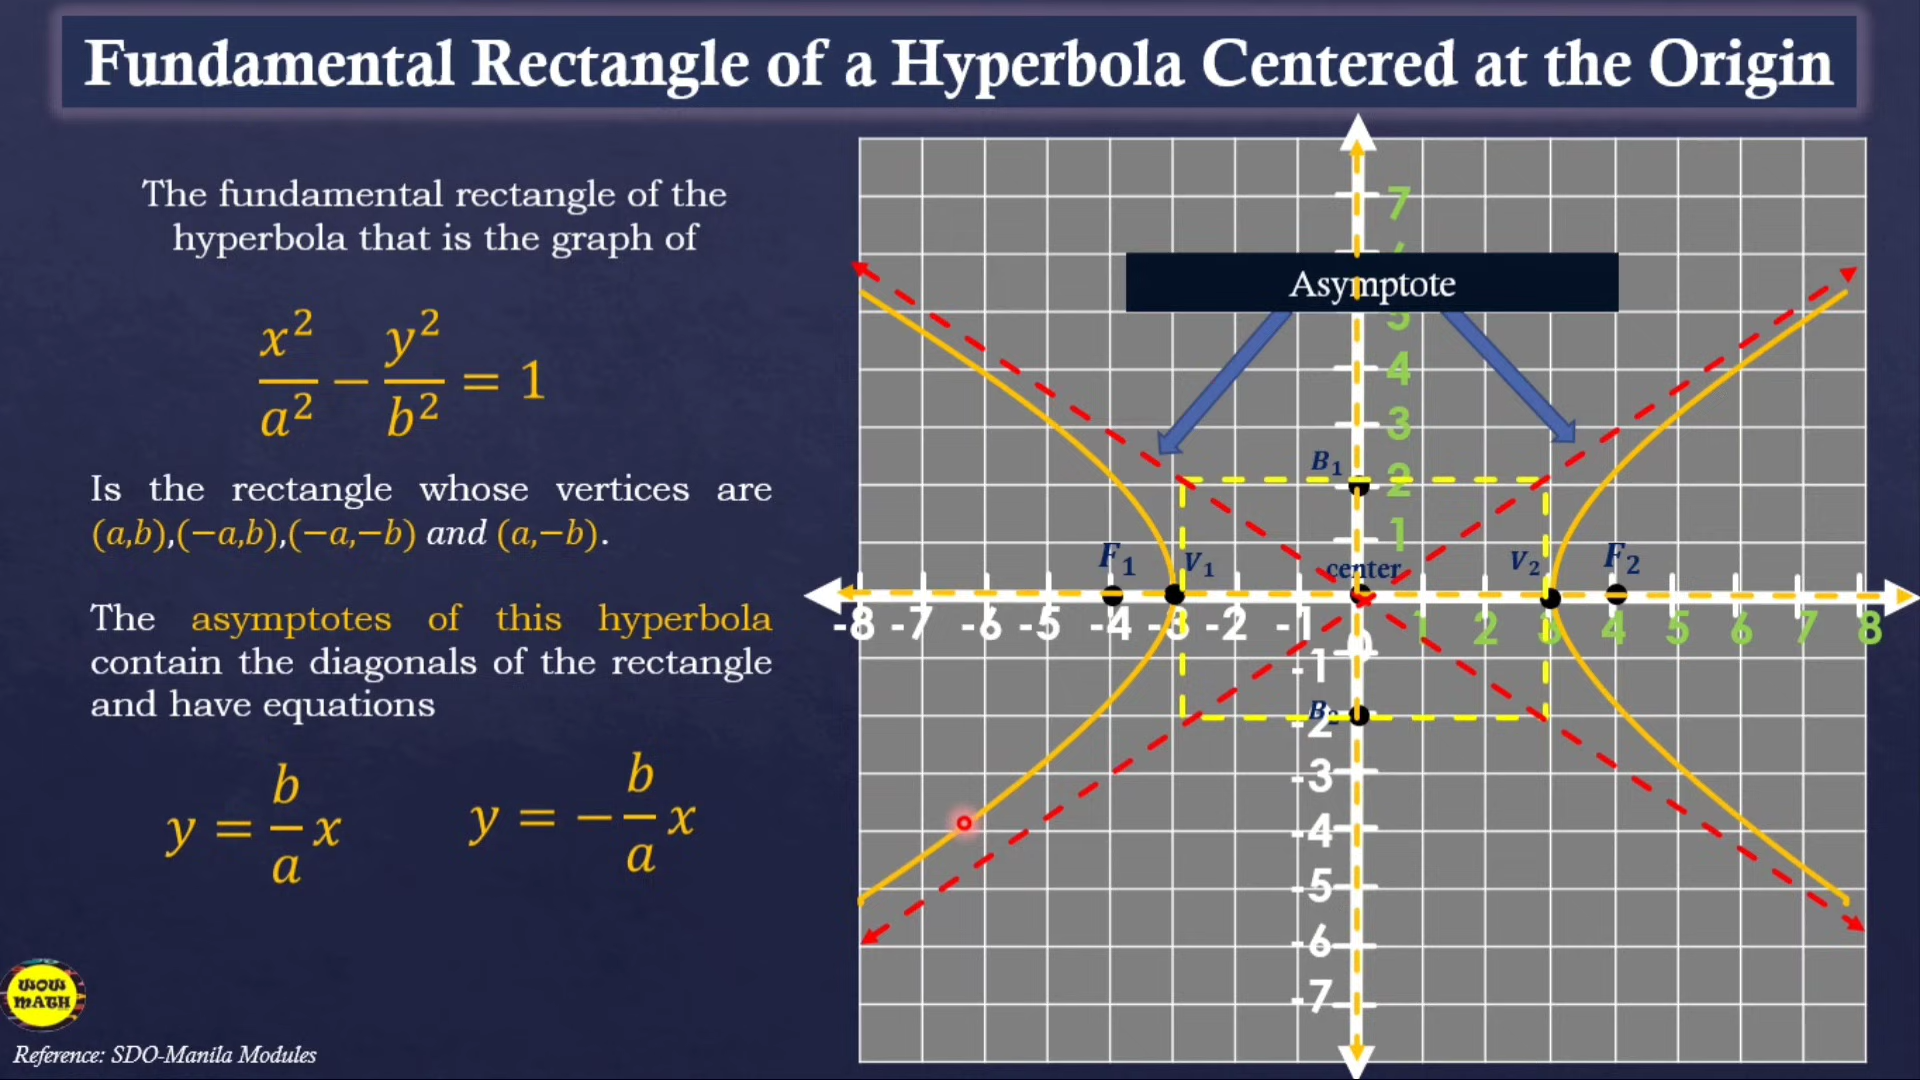 Fundamental Rectangle of a Hyperbola Centered at the Origin
The fundamental rectangle of the
hyperbola that is the graph of
x²/a² − y²/b² = 1
Is the rectangle whose vertices are
(a,b),(−a,b),(−a,−b) and (a,−b).
The asymptotes of this hyperbola
contain the diagonals of the rectangle
and have equations
y = b/a x
y = − b/a x
WOW
MATH
Reference: SDO-Manila Modules
7
Asymptote
5
4
3
B₁
2
1
F₁
V₁
center
V₂
F₂
-8 -7 -6 -5 -4 -3 -2 -1 0 1 2 3 4 5 6 7 8
-1
B₂
-2
-3
-4
-5
-6
-7